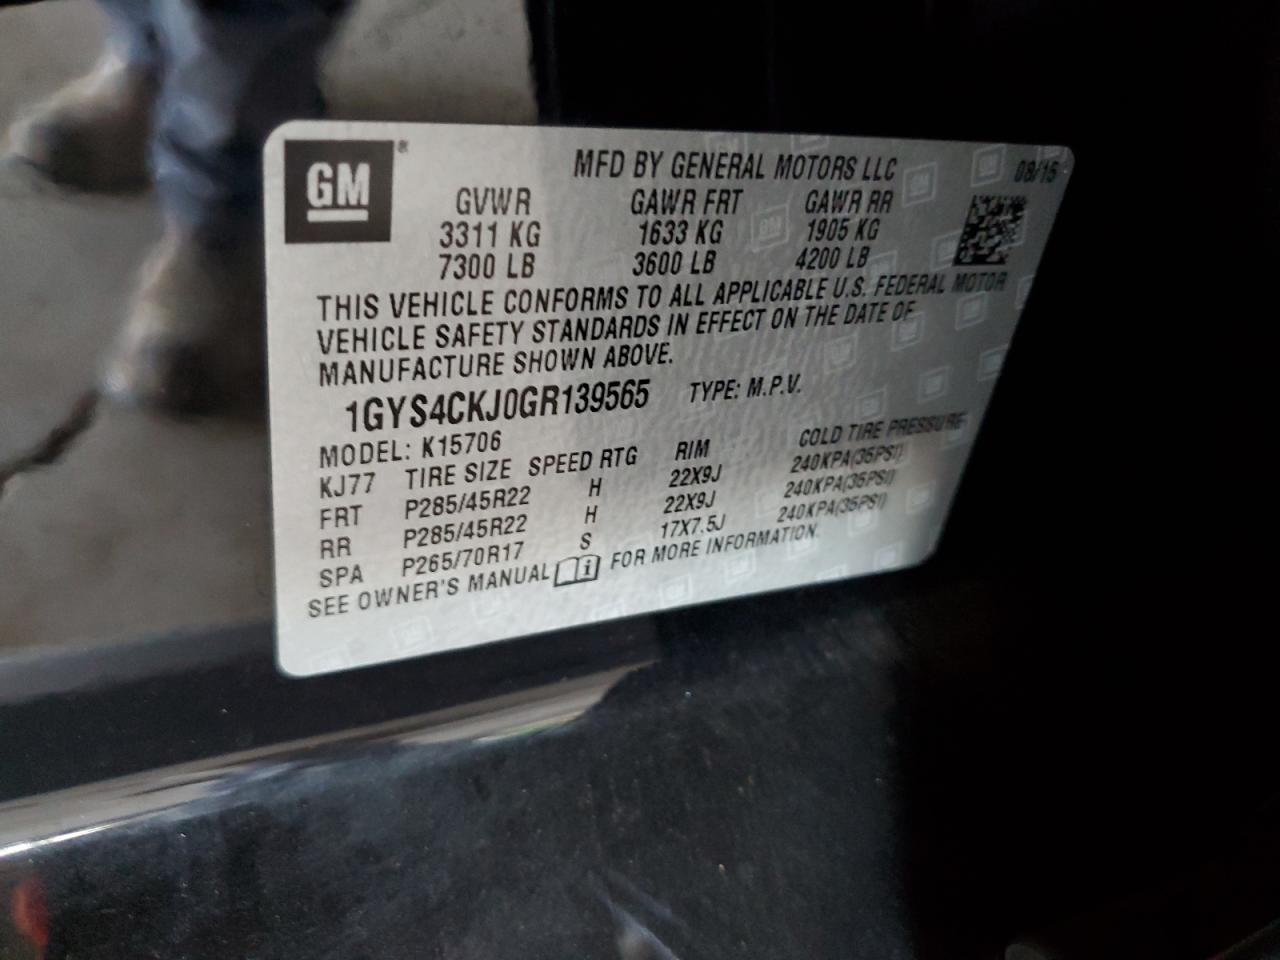 GM®
MFD BY GENERAL MOTORS LLC 08/15
GVWR GAWR FRT GAWR RR
3311 KG 1633 KG 1905 KG
7300 LB 3600 LB 4200 LB
THIS VEHICLE CONFORMS TO ALL APPLICABLE U.S. FEDERAL MOTOR
VEHICLE SAFETY STANDARDS IN EFFECT ON THE DATE OF
MANUFACTURE SHOWN ABOVE.
1GYS4CKJ0GR139565 TYPE: M.P.V.
MODEL: K15706
KJ77 TIRE SIZE SPEED RTG RIM COLD TIRE PRESSURE
FRT P285/45R22 H 22X9J 240KPA(35PSI)
RR P285/45R22 H 22X9J 240KPA(35PSI)
SPA P265/70R17 S 17X7.5J 240KPA(35PSI)
SEE OWNER'S MANUAL i FOR MORE INFORMATION.